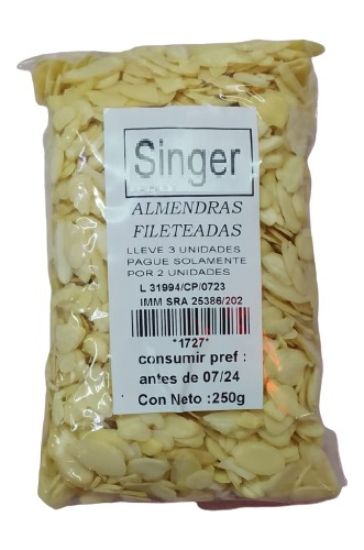 Singer
ALMENDRAS
FILETEADAS
LLEVE 3 UNIDADES
PAGUE SOLAMENTE
POR 2 UNIDADES
L 31994/CP/0723
IMM SRA 25386/202
*1727*
consumir pref :
antes de 07/24
Con Neto :250g